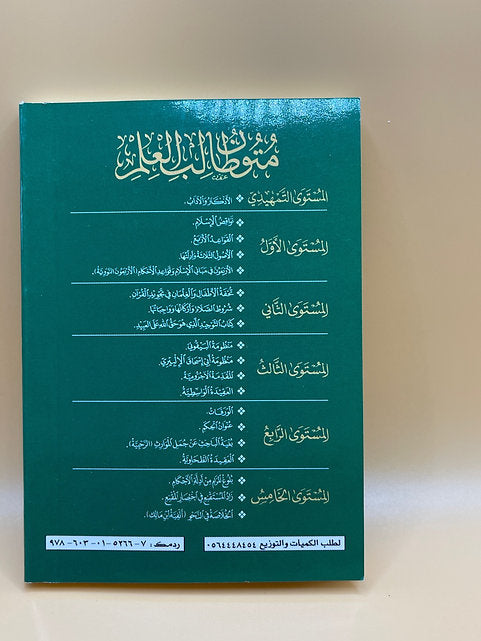 متون طالب العلم
المستوى التمهيدي ❖ الأذكار والآداب.
المستوى الأول
❖ نواقض الإسلام.
❖ القواعد الأربع.
❖ الأصول الثلاثة وأدلتها.
❖ الأربعون في مباني الإسلام وقواعد الأحكام (الأربعون النووية).
المستوى الثاني
❖ تحفة الأطفال والغلمان في تجويد القرآن.
❖ شروط الصلاة وأركانها وواجباتها.
❖ كتاب التوحيد الذي هو حق الله على العبيد.
المستوى الثالث
❖ منظومة البيقوني.
❖ منظومة أبي إسحاق الإلبيري.
❖ المقدمة الآجرومية.
❖ العقيدة الواسطية.
المستوى الرابع
❖ الورقات.
❖ عنوان الحكم.
❖ بغية الباحث عن جمل الموارث (الرحبية).
❖ العقيدة الطحاوية.
المستوى الخامس
❖ بلوغ المرام من أدلة الأحكام.
❖ زاد المستقنع في اختصار المقنع.
❖ الخلاصة في النحو (ألفية ابن مالك).
لطلب الكميات والتوزيع ٠٥٦٤٤٤٨٤٥٤
ردمك: ٧-٥٢٦٦-٠١-٦٠٣-٩٧٨